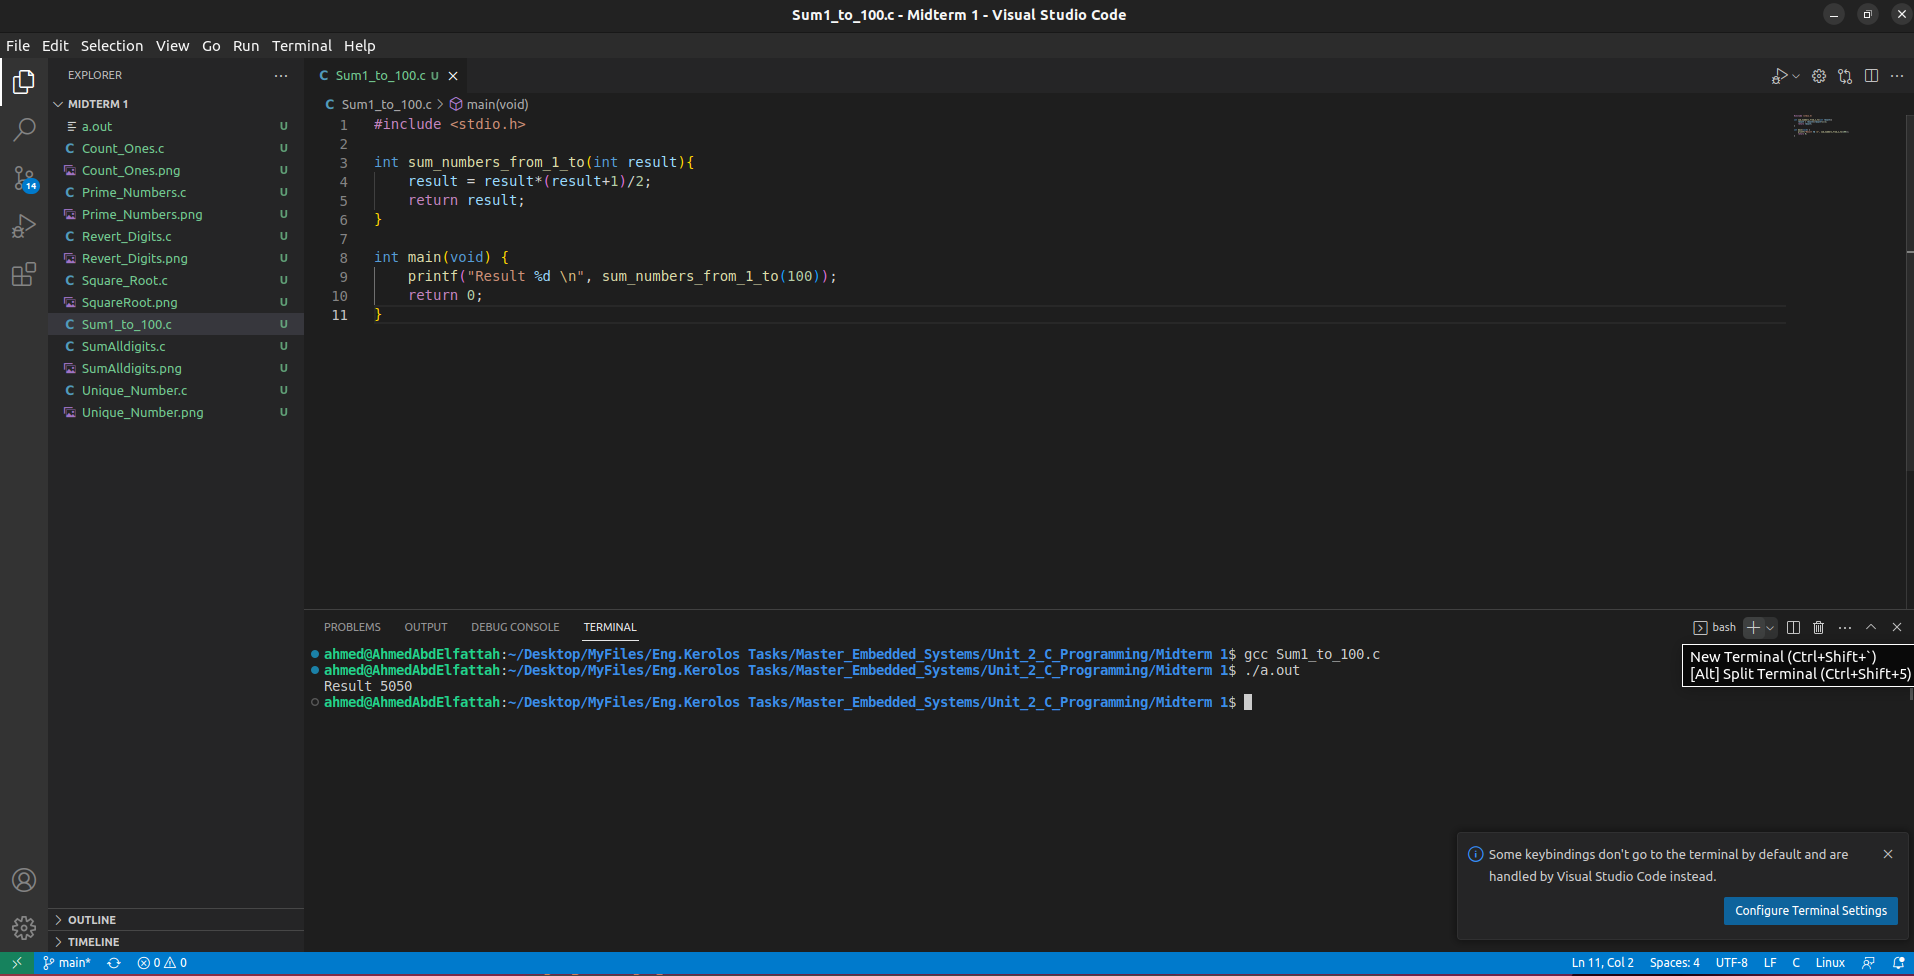 Sum1_to_100.c - Midterm 1 - Visual Studio Code
File Edit Selection View Go Run Terminal Help
EXPLORER
MIDTERM 1
a.out U
Count_Ones.c U
Count_Ones.png U
14
Prime_Numbers.c U
Prime_Numbers.png U
Revert_Digits.c U
Revert_Digits.png U
Square_Root.c U
SquareRoot.png U
Sum1_to_100.c U
SumAlldigits.c U
SumAlldigits.png U
Unique_Number.c U
Unique_Number.png U
OUTLINE
TIMELINE
C Sum1_to_100.c U
C Sum1_to_100.c > main(void)
1 #include <stdio.h>
2
3 int sum_numbers_from_1_to(int result){
4 result = result*(result+1)/2;
5 return result;
6 }
7
8 int main(void) {
9 printf("Result %d \n", sum_numbers_from_1_to(100));
10 return 0;
11 }
PROBLEMS OUTPUT DEBUG CONSOLE TERMINAL
bash
ahmed@AhmedAbdElfattah:~/Desktop/MyFiles/Eng.Kerolos Tasks/Master_Embedded_Systems/Unit_2_C_Programming/Midterm 1$ gcc Sum1_to_100.c
ahmed@AhmedAbdElfattah:~/Desktop/MyFiles/Eng.Kerolos Tasks/Master_Embedded_Systems/Unit_2_C_Programming/Midterm 1$ ./a.out
Result 5050
ahmed@AhmedAbdElfattah:~/Desktop/MyFiles/Eng.Kerolos Tasks/Master_Embedded_Systems/Unit_2_C_Programming/Midterm 1$
New Terminal (Ctrl+Shift+`)
[Alt] Split Terminal (Ctrl+Shift+5)
Some keybindings don't go to the terminal by default and are
handled by Visual Studio Code instead.
Configure Terminal Settings
main* 0 0 Ln 11, Col 2 Spaces: 4 UTF-8 LF C Linux